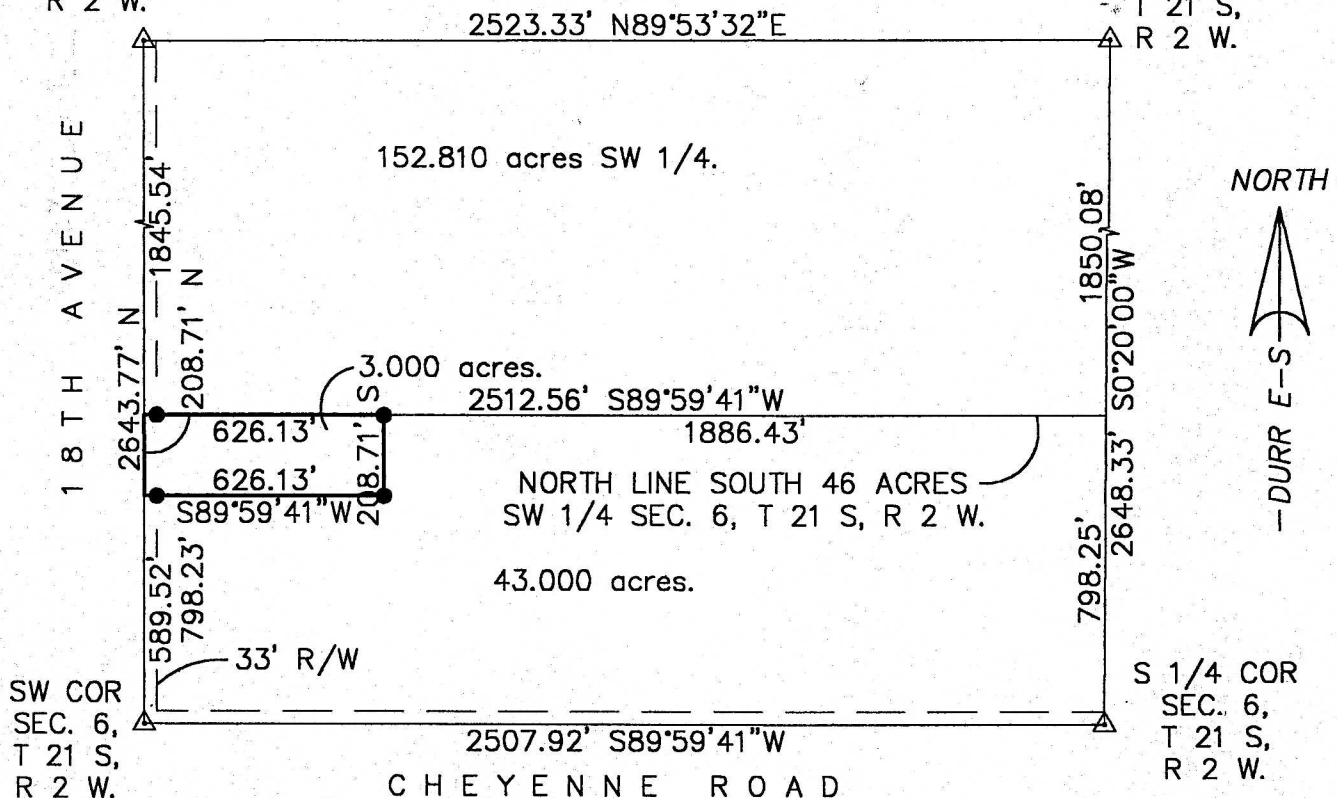 R 2 W.
T 21 S,
R 2 W.
2523.33' N89°53'32"E
152.810 acres SW 1/4.
18TH AVENUE
1845.54'
208.71' N
2643.77' N
1850.08'
S0°20'00"W
NORTH
DURR E-S
3.000 acres.
2512.56' S89°59'41"W
626.13'
1886.43'
208.71' S
626.13'
S89°59'41"W
NORTH LINE SOUTH 46 ACRES
SW 1/4 SEC. 6, T 21 S, R 2 W.
2648.33'
798.25'
43.000 acres.
589.52'
798.23'
33' R/W
SW COR
SEC. 6,
T 21 S,
R 2 W.
S 1/4 COR
SEC. 6,
T 21 S,
R 2 W.
2507.92' S89°59'41"W
CHEYENNE ROAD